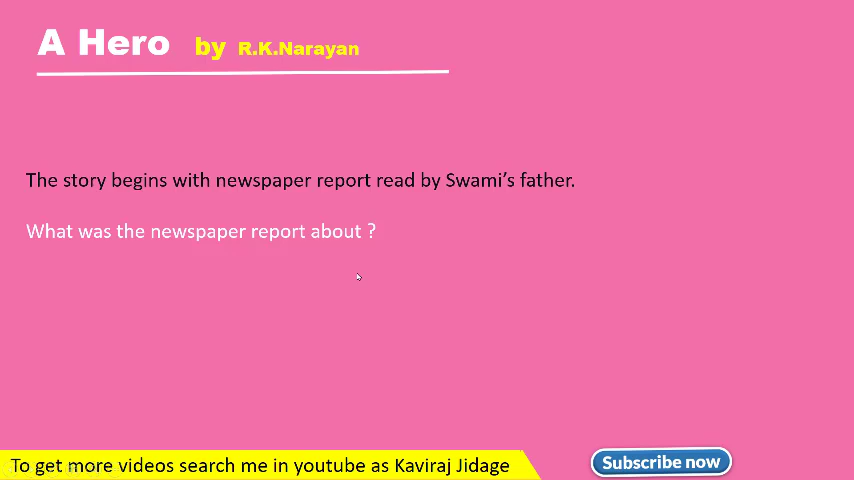 A Hero by R.K.Narayan
The story begins with newspaper report read by Swami’s father.
What was the newspaper report about ?
To get more videos search me in youtube as Kaviraj Jidage
Subscribe now